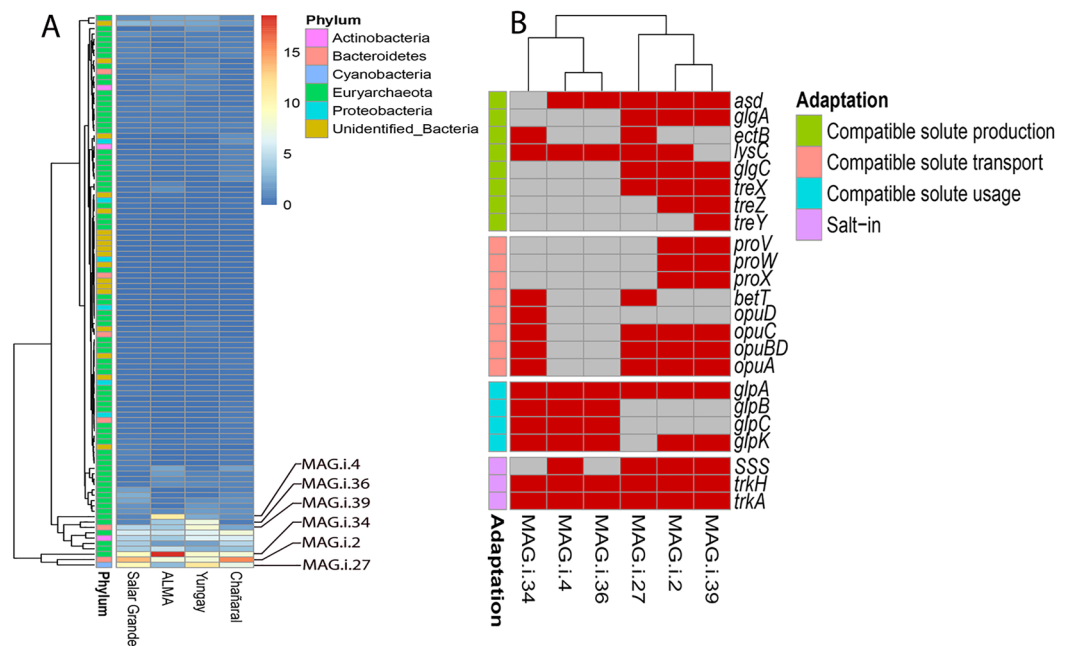 A
Phylum
Actinobacteria
Bacteroidetes
Cyanobacteria
Euryarchaeota
Proteobacteria
Unidentified_Bacteria
15
10
5
0
MAG.i.4
MAG.i.36
MAG.i.39
MAG.i.34
MAG.i.2
MAG.i.27
Phylum
Salar Grande
ALMA
Yungay
Chañaral
B
asd
glgA
ectB
lysC
glgC
treX
treZ
treY
proV
proW
proX
betT
opuD
opuC
opuBD
opuA
glpA
glpB
glpC
glpK
SSS
trkH
trkA
Adaptation
MAG.i.34
MAG.i.4
MAG.i.36
MAG.i.27
MAG.i.2
MAG.i.39
Adaptation
Compatible solute production
Compatible solute transport
Compatible solute usage
Salt−in